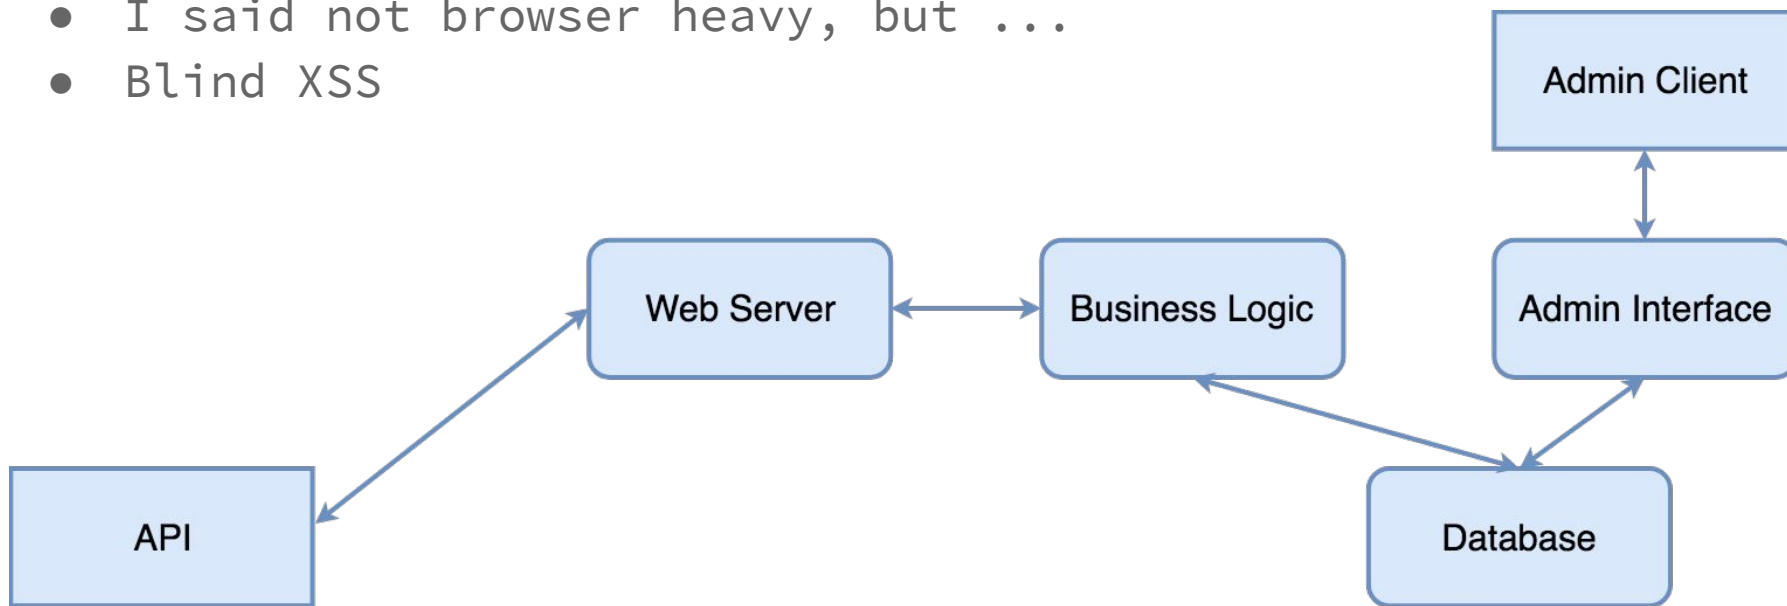 ● I said not browser heavy, but ...
● Blind XSS
Admin Client
Web Server
Business Logic
Admin Interface
API
Database